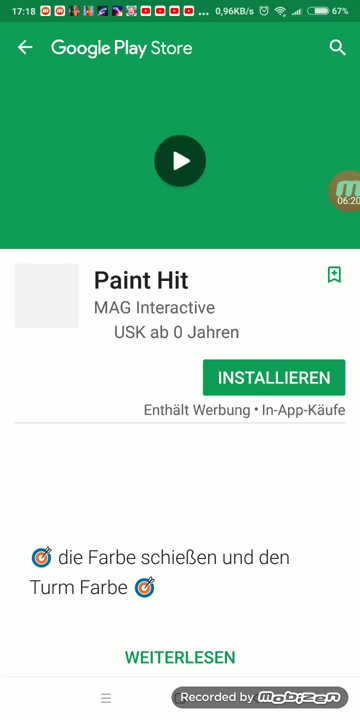 17:18 ... 0,96KB/s 67%
Google Play Store
06:20
Paint Hit
MAG Interactive
USK ab 0 Jahren
INSTALLIEREN
Enthält Werbung • In-App-Käufe
die Farbe schießen und den
Turm Farbe
WEITERLESEN
Recorded by mobizen